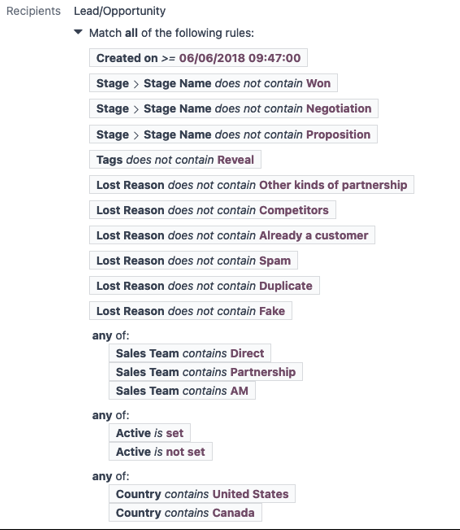 Recipients Lead/Opportunity
Match all of the following rules:
Created on >= 06/06/2018 09:47:00
Stage > Stage Name does not contain Won
Stage > Stage Name does not contain Negotiation
Stage > Stage Name does not contain Proposition
Tags does not contain Reveal
Lost Reason does not contain Other kinds of partnership
Lost Reason does not contain Competitors
Lost Reason does not contain Already a customer
Lost Reason does not contain Spam
Lost Reason does not contain Duplicate
Lost Reason does not contain Fake
any of:
Sales Team contains Direct
Sales Team contains Partnership
Sales Team contains AM
any of:
Active is set
Active is not set
any of:
Country contains United States
Country contains Canada